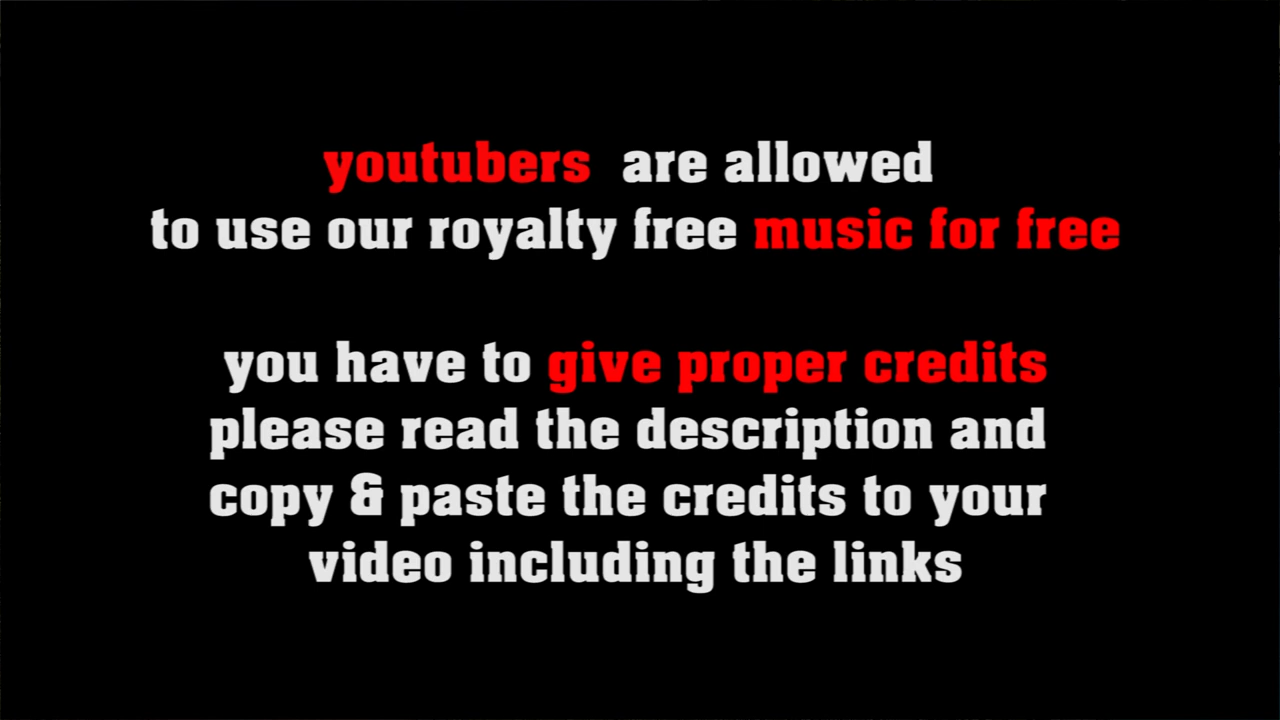 youtubers are allowed
to use our royalty free music for free
you have to give proper credits
please read the description and
copy & paste the credits to your
video including the links